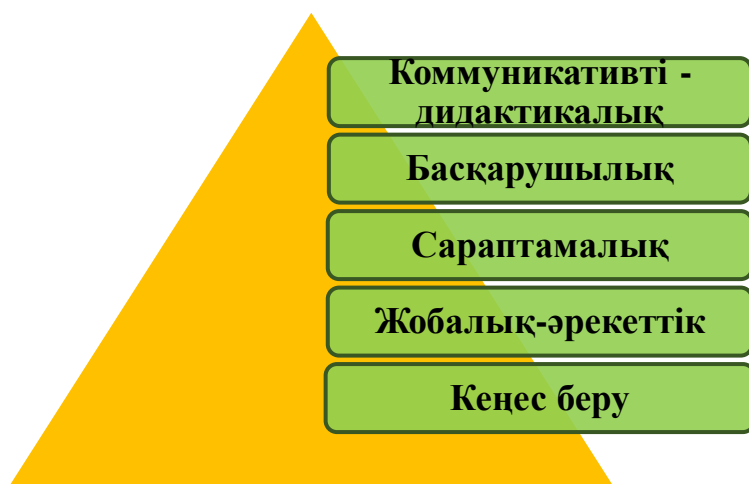 Коммуникативті -
дидактикалық
Басқарушылық
Сараптамалық
Жобалық-әрекеттік
Кеңес беру